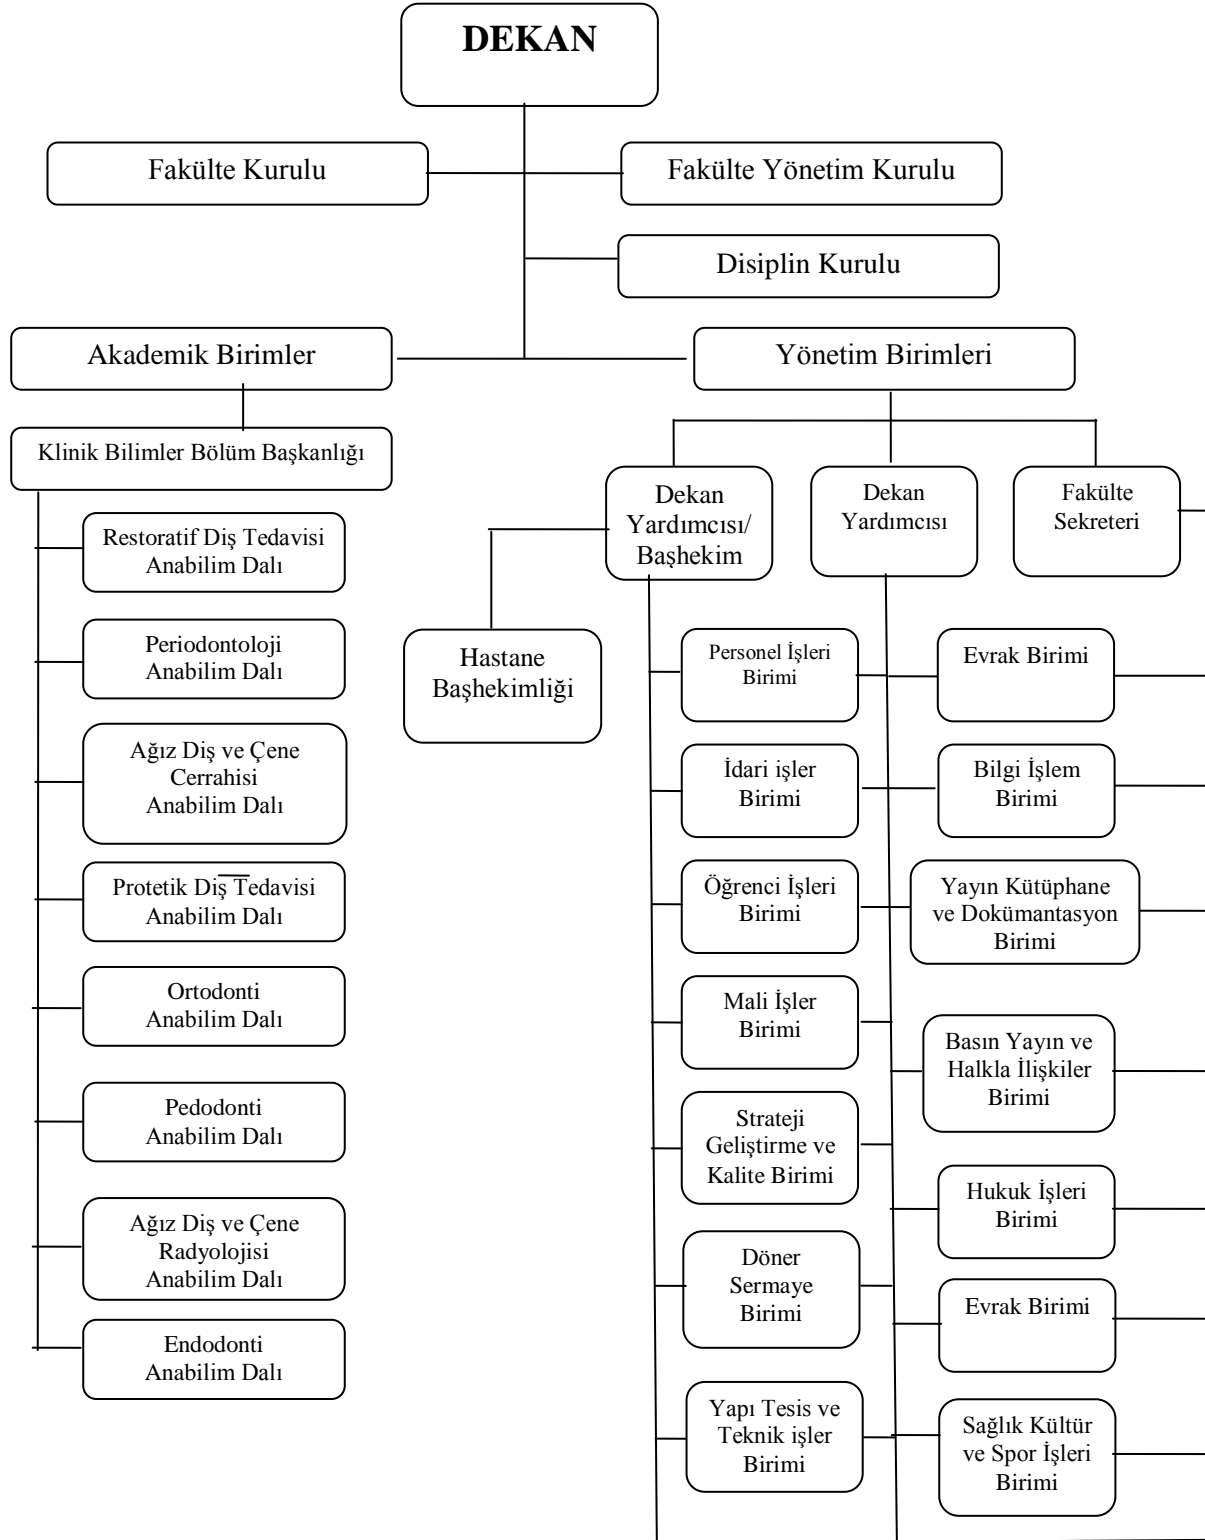 DEKAN
Fakülte Kurulu
Fakülte Yönetim Kurulu
Disiplin Kurulu
Akademik Birimler
Yönetim Birimleri
Klinik Bilimler Bölüm Başkanlığı
Restoratif Diş Tedavisi
Anabilim Dalı
Periodontoloji
Anabilim Dalı
Ağız Diş ve Çene
Cerrahisi
Anabilim Dalı
Protetik Diş Tedavisi
Anabilim Dalı
Ortodonti
Anabilim Dalı
Pedodonti
Anabilim Dalı
Ağız Diş ve Çene
Radyolojisi
Anabilim Dalı
Endodonti
Anabilim Dalı
Dekan
Yardımcısı/
Başhekim
Dekan
Yardımcısı
Fakülte
Sekreteri
Hastane
Başhekimliği
Personel İşleri
Birimi
İdari işler
Birimi
Öğrenci İşleri
Birimi
Mali İşler
Birimi
Strateji
Geliştirme ve
Kalite Birimi
Döner
Sermaye
Birimi
Yapı Tesis ve
Teknik işler
Birimi
Evrak Birimi
Bilgi İşlem
Birimi
Yayın Kütüphane
ve Dokümantasyon
Birimi
Basın Yayın ve
Halkla İlişkiler
Birimi
Hukuk İşleri
Birimi
Evrak Birimi
Sağlık Kültür
ve Spor İşleri
Birimi